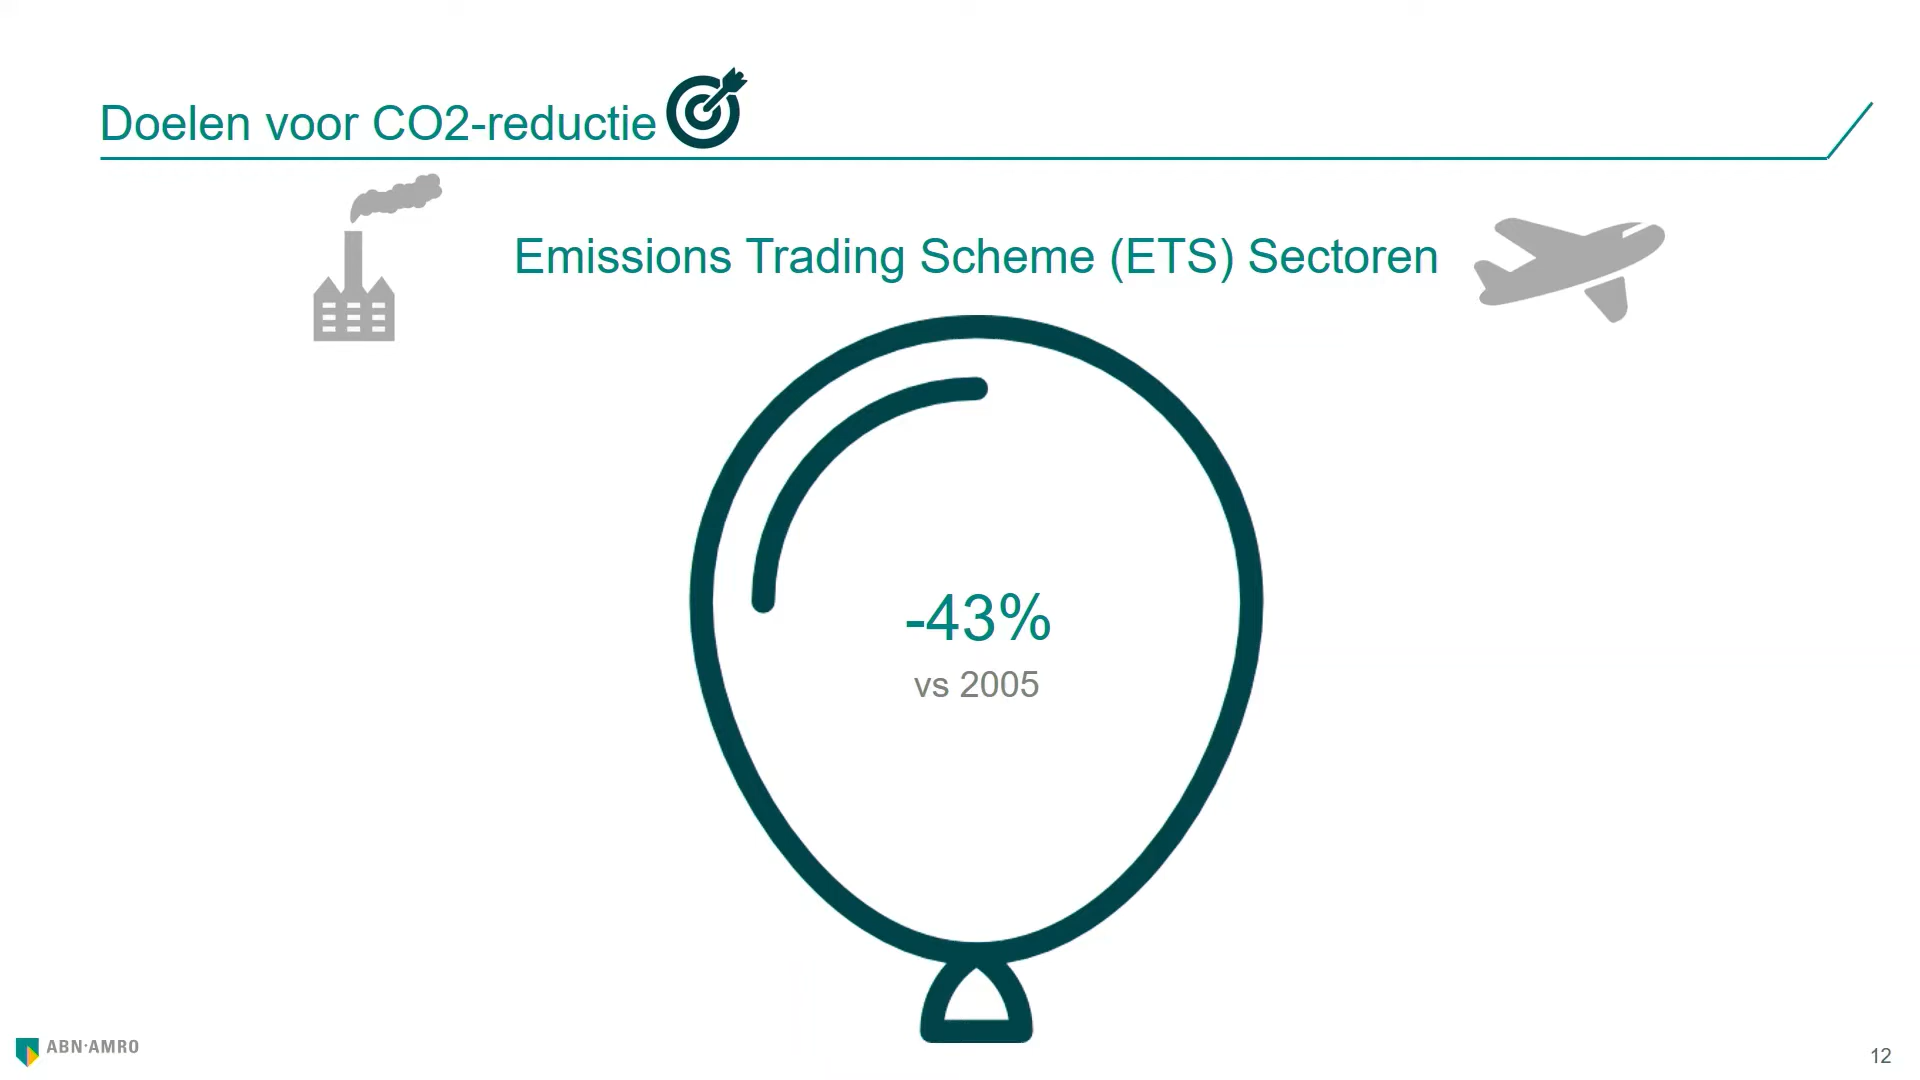 Doelen voor CO2-reductie
Emissions Trading Scheme (ETS) Sectoren
-43%
vs 2005
ABN·AMRO
12